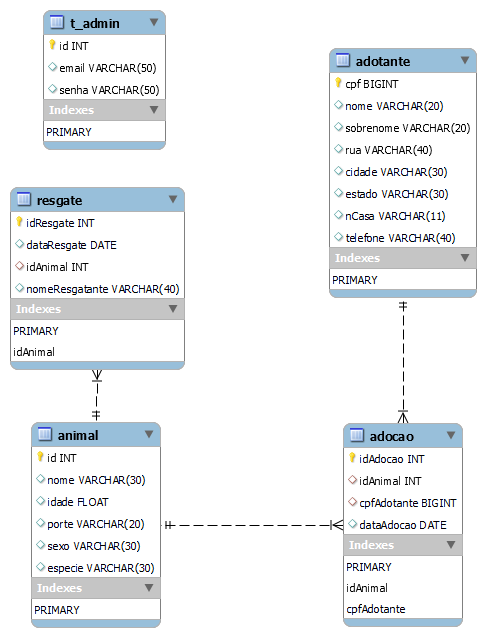 t_admin
id INT
email VARCHAR(50)
senha VARCHAR(50)
Indexes
PRIMARY
adotante
cpf BIGINT
nome VARCHAR(20)
sobrenome VARCHAR(20)
rua VARCHAR(40)
cidade VARCHAR(30)
estado VARCHAR(30)
nCasa VARCHAR(11)
telefone VARCHAR(40)
Indexes
PRIMARY
resgate
idResgate INT
dataResgate DATE
idAnimal INT
nomeResgatante VARCHAR(40)
Indexes
PRIMARY
idAnimal
animal
id INT
nome VARCHAR(30)
idade FLOAT
porte VARCHAR(20)
sexo VARCHAR(30)
especie VARCHAR(30)
Indexes
PRIMARY
adocao
idAdocao INT
idAnimal INT
cpfAdotante BIGINT
dataAdocao DATE
Indexes
PRIMARY
idAnimal
cpfAdotante